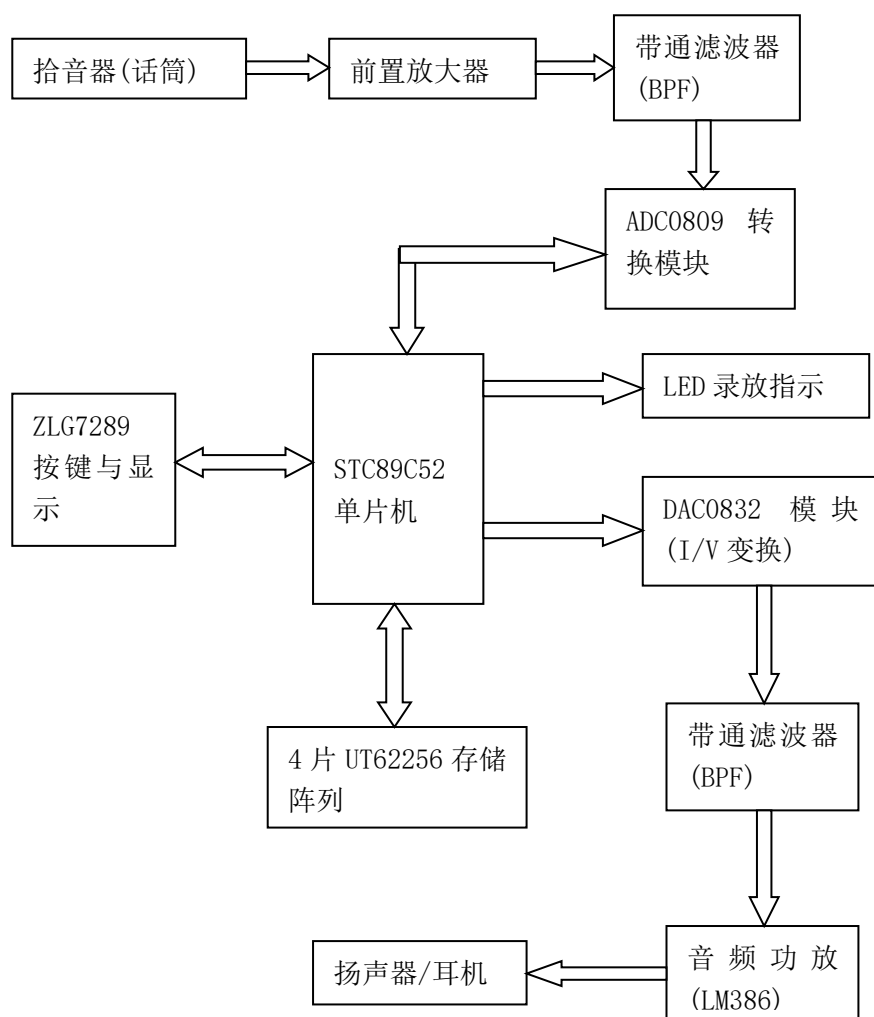 拾音器(话筒)
前置放大器
带通滤波器
(BPF)
ADC0809 转
换模块
LED 录放指示
ZLG7289
按键与显
示
STC89C52
单片机
DAC0832 模块
(I/V 变换)
4 片 UT62256 存储
阵列
带通滤波器
(BPF)
扬声器/耳机
音频功放
(LM386)